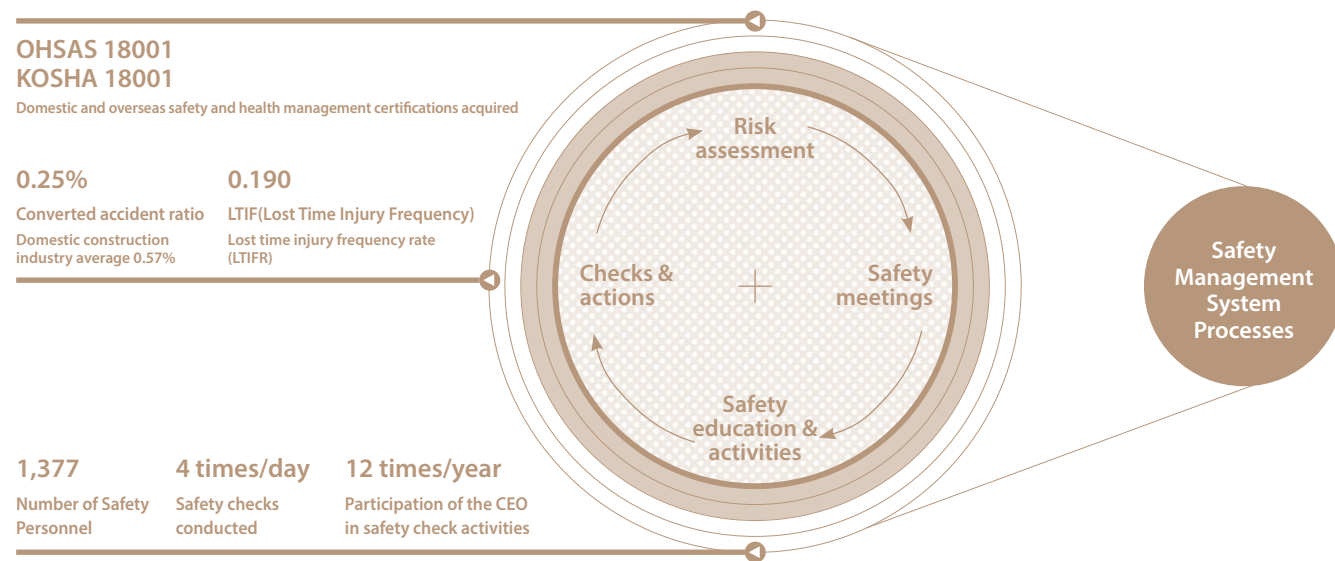 OHSAS 18001
KOSHA 18001
Domestic and overseas safety and health management certifications acquired
0.25%
Converted accident ratio
Domestic construction
industry average 0.57%
0.190
LTIF(Lost Time Injury Frequency)
Lost time injury frequency rate
(LTIFR)
1,377
Number of Safety
Personnel
4 times/day
Safety checks
conducted
12 times/year
Participation of the CEO
in safety check activities
Risk
assessment
Safety
meetings
Safety
education &
activities
Checks &
actions
Safety
Management
System
Processes